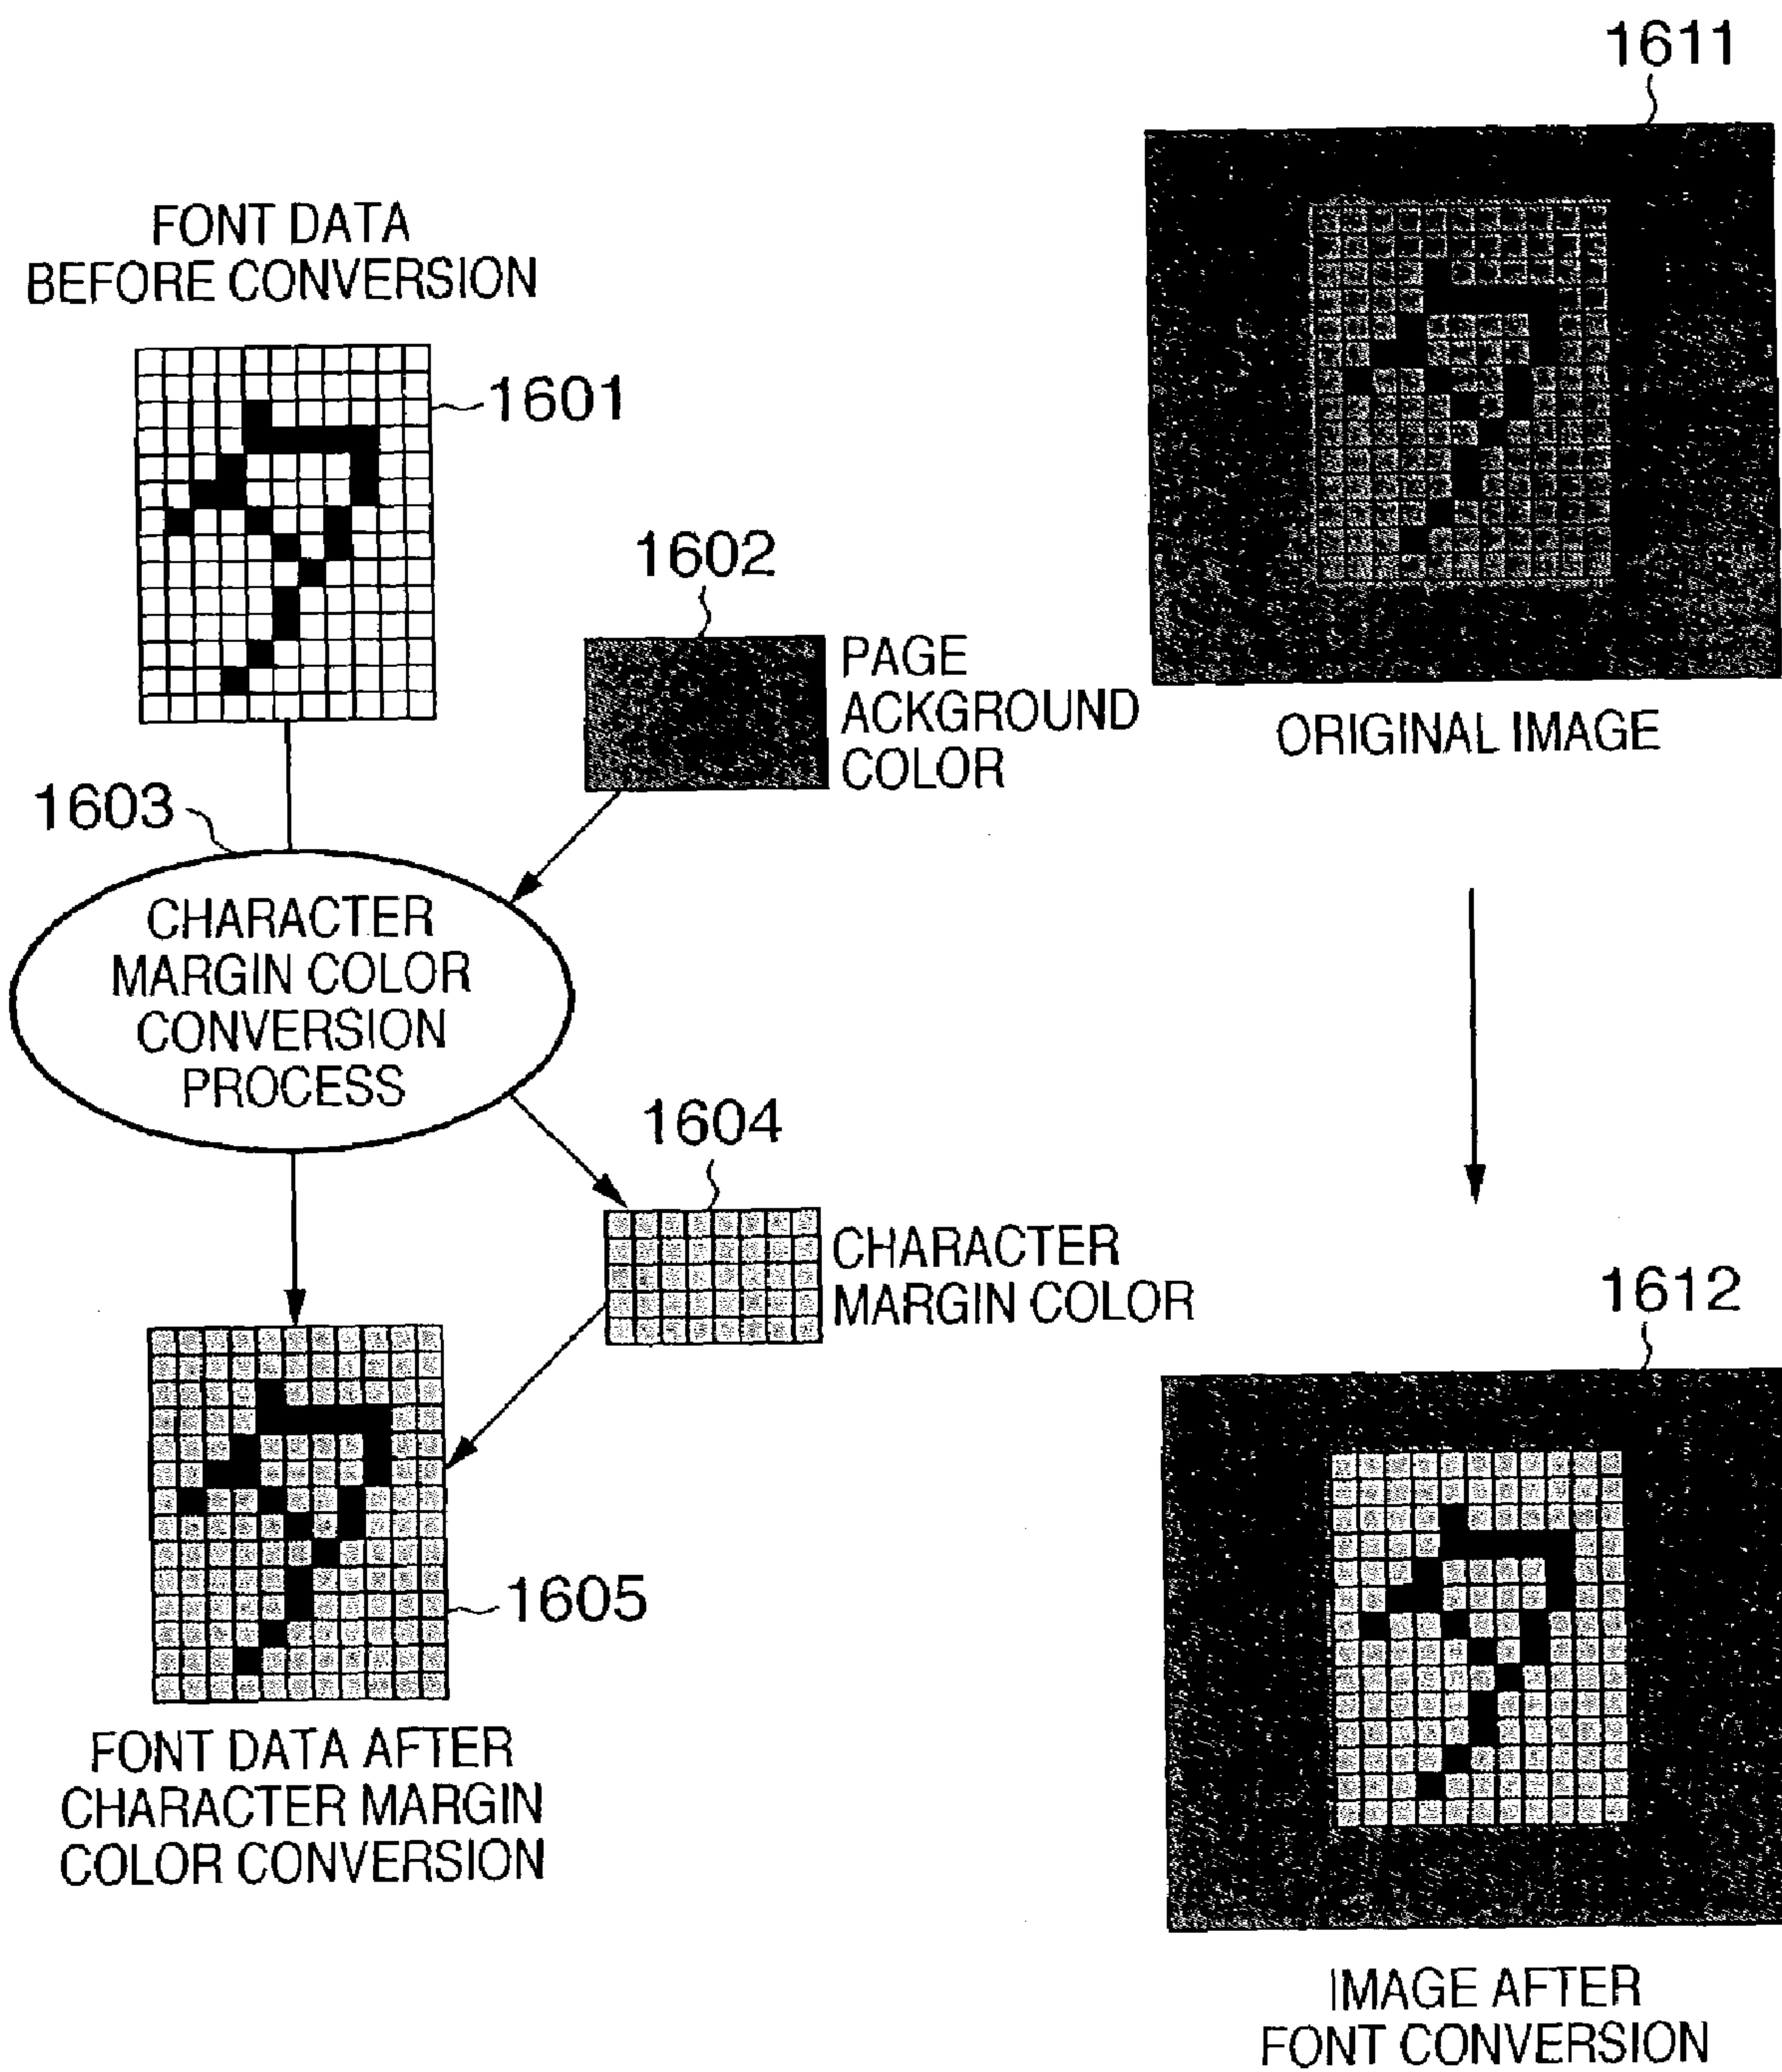 1611
FONT DATA
BEFORE CONVERSION
1601
1602
PAGE
ACKGROUND
COLOR
ORIGINAL IMAGE
1603
CHARACTER
MARGIN COLOR
CONVERSION
PROCESS
1604
CHARACTER
MARGIN COLOR
1612
1605
FONT DATA AFTER
CHARACTER MARGIN
COLOR CONVERSION
IMAGE AFTER
FONT CONVERSION